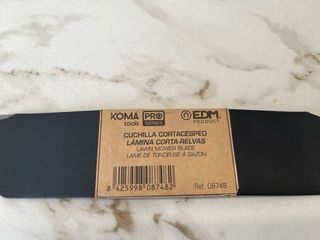 KOMA tools PRO SERIES EDM PRODUCT
CUCHILLA CORTACÉSPED
LÂMINA CORTA-RELVAS
LAWN MOWER BLADE
LAME DE TONDEUSE À GAZON
8 425998 087482
Ref. 08748